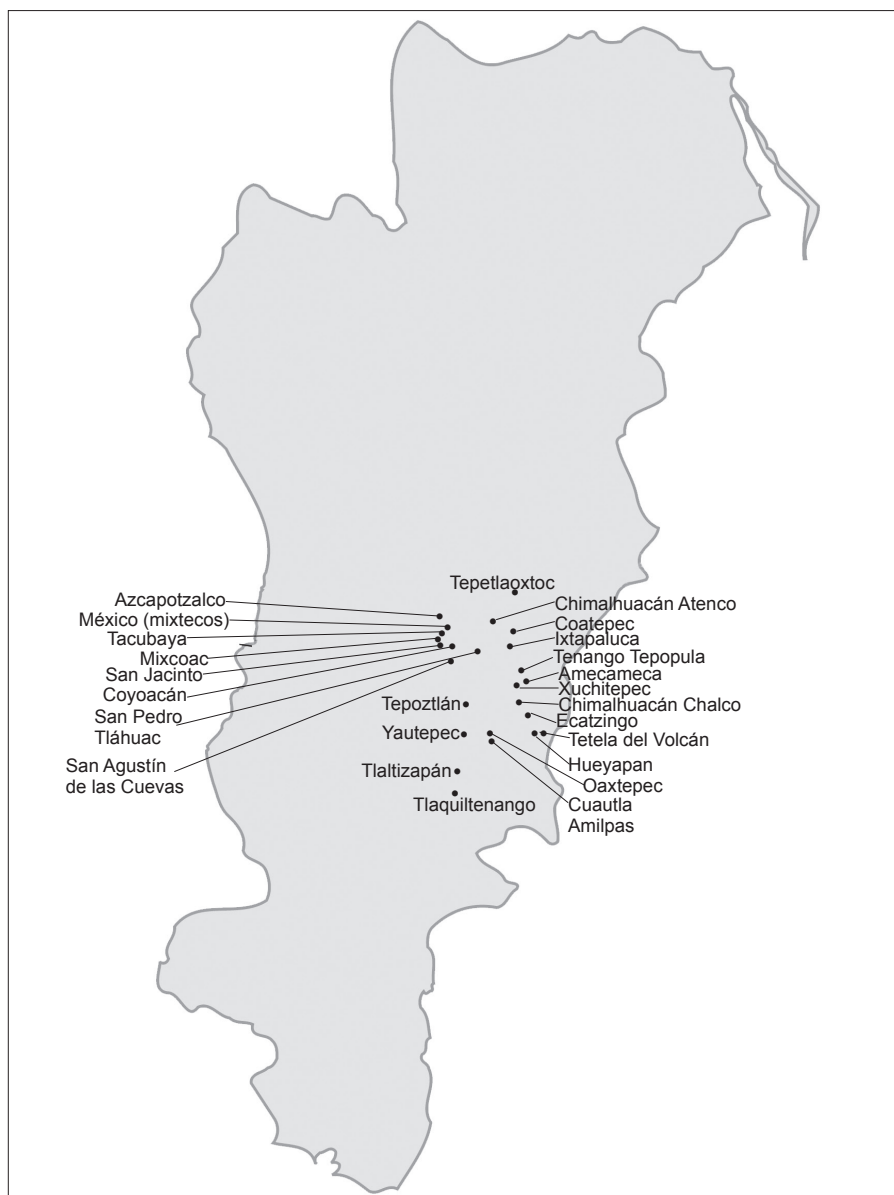 Tepetlaoxtoc
Azcapotzalco
México (mixtecos)
Tacubaya
Mixcoac
San Jacinto
Coyoacán
San Pedro
Tláhuac
San Agustín
de las Cuevas
Chimalhuacán Atenco
Coatepec
Ixtapaluca
Tenango Tepopula
Amecameca
Xuchitepec
Chimalhuacán Chalco
Ecatzingo
Tetela del Volcán
Hueyapan
Oaxtepec
Cuautla
Amilpas
Tepoztlán
Yautepec
Tlaltizapán
Tlaquiltenango